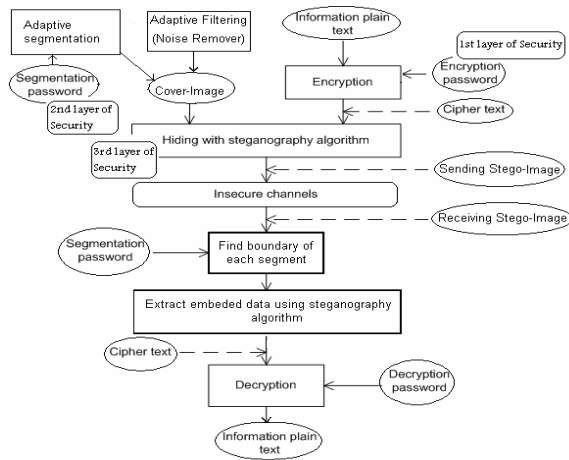 Adaptive
segmentation
Adaptive Filtering
(Noise Remover)
Information plain
text
1st layer of Security
Segmentation
password
2nd layer of
Security
Cover-Image
Encryption
Encryption
password
Cipher text
Hiding with steganography algorithm
3rd layer of
Security
Sending Stego-Image
Insecure channels
Receiving Stego-Image
Segmentation
password
Find boundary of
each segment
Extract embeded data using steganography
algorithm
Cipher text
Decryption
Decryption
password
Information plain
text